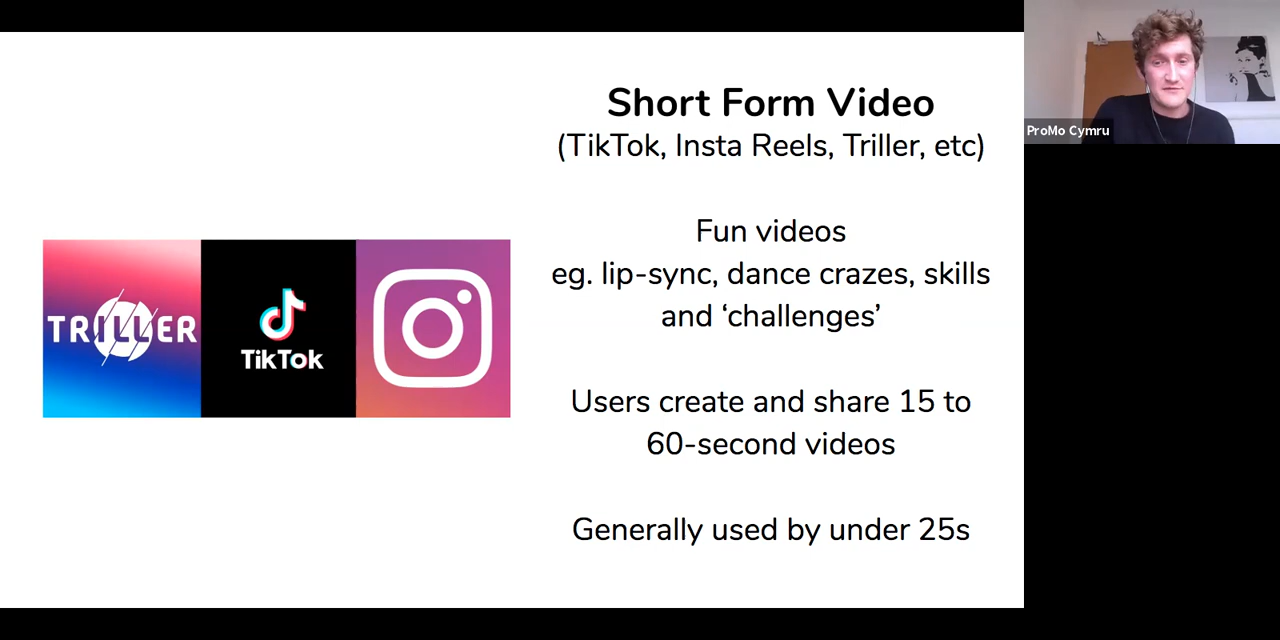 Short Form Video
(TikTok, Insta Reels, Triller, etc)
Fun videos
eg. lip-sync, dance crazes, skills
and ‘challenges’
Users create and share 15 to
60-second videos
Generally used by under 25s
TRILLER
TikTok
ProMo Cymru